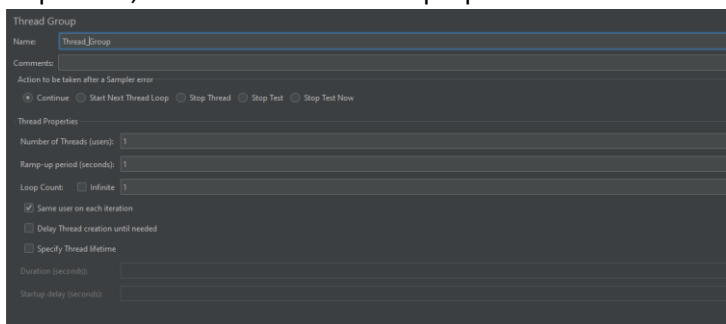 Thread Group
Name: Thread_Group
Comments:
Action to be taken after a Sampler error
Continue Start Next Thread Loop Stop Thread Stop Test Stop Test Now
Thread Properties
Number of Threads (users): 1
Ramp-up period (seconds): 1
Loop Count: Infinite 1
Same user on each iteration
Delay Thread creation until needed
Specify Thread lifetime
Duration (seconds):
Startup delay (seconds):